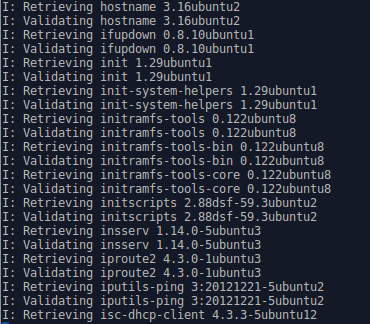 I: Retrieving hostname 3.16ubuntu2
I: Validating hostname 3.16ubuntu2
I: Retrieving ifupdown 0.8.10ubuntu1
I: Validating ifupdown 0.8.10ubuntu1
I: Retrieving init 1.29ubuntu1
I: Validating init 1.29ubuntu1
I: Retrieving init-system-helpers 1.29ubuntu1
I: Validating init-system-helpers 1.29ubuntu1
I: Retrieving initramfs-tools 0.122ubuntu8
I: Validating initramfs-tools 0.122ubuntu8
I: Retrieving initramfs-tools-bin 0.122ubuntu8
I: Validating initramfs-tools-bin 0.122ubuntu8
I: Retrieving initramfs-tools-core 0.122ubuntu8
I: Validating initramfs-tools-core 0.122ubuntu8
I: Retrieving initscripts 2.88dsf-59.3ubuntu2
I: Validating initscripts 2.88dsf-59.3ubuntu2
I: Retrieving insserv 1.14.0-5ubuntu3
I: Validating insserv 1.14.0-5ubuntu3
I: Retrieving iproute2 4.3.0-1ubuntu3
I: Validating iproute2 4.3.0-1ubuntu3
I: Retrieving iputils-ping 3:20121221-5ubuntu2
I: Validating iputils-ping 3:20121221-5ubuntu2
I: Retrieving isc-dhcp-client 4.3.3-5ubuntu12